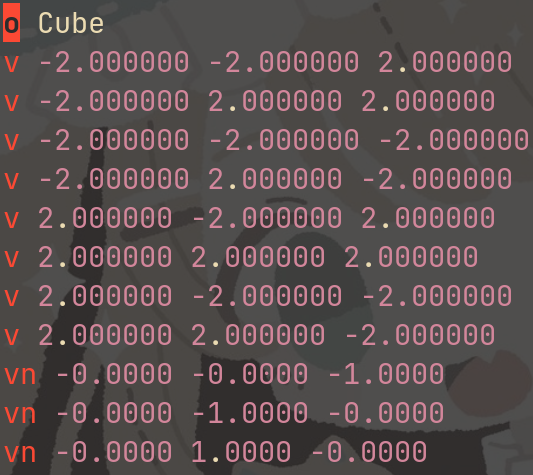 o Cube
v -2.000000 -2.000000 2.000000
v -2.000000 2.000000 2.000000
v -2.000000 -2.000000 -2.000000
v -2.000000 2.000000 -2.000000
v 2.000000 -2.000000 2.000000
v 2.000000 2.000000 2.000000
v 2.000000 -2.000000 -2.000000
v 2.000000 2.000000 -2.000000
vn -0.0000 -0.0000 -1.0000
vn -0.0000 -1.0000 -0.0000
vn -0.0000 1.0000 -0.0000